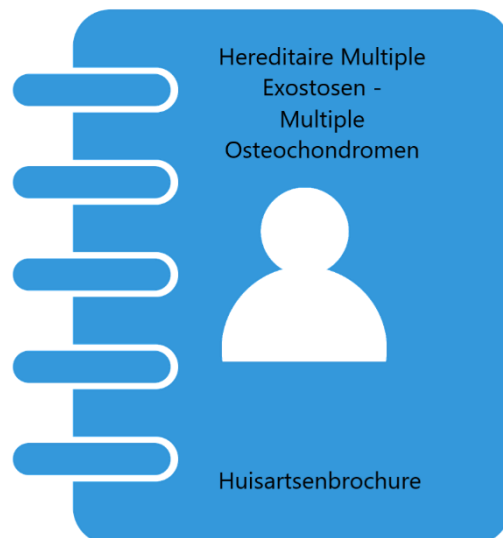 Hereditaire Multiple
Exostosen -
Multiple
Osteochondromen
Huisartsenbrochure